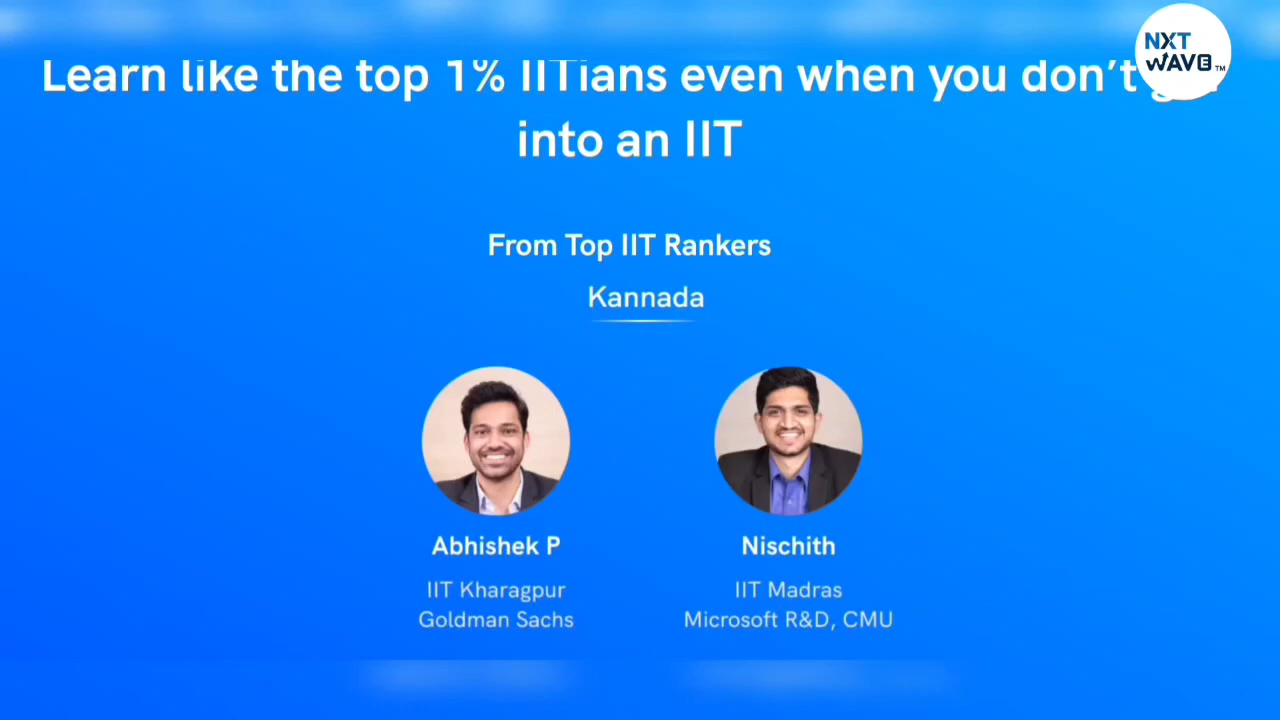 NXT
WAVE™
Learn like the top 1% IITians even when you don't
into an IIT
From Top IIT Rankers
Kannada
Abhishek P
IIT Kharagpur
Goldman Sachs
Nischith
IIT Madras
Microsoft R&D, CMU